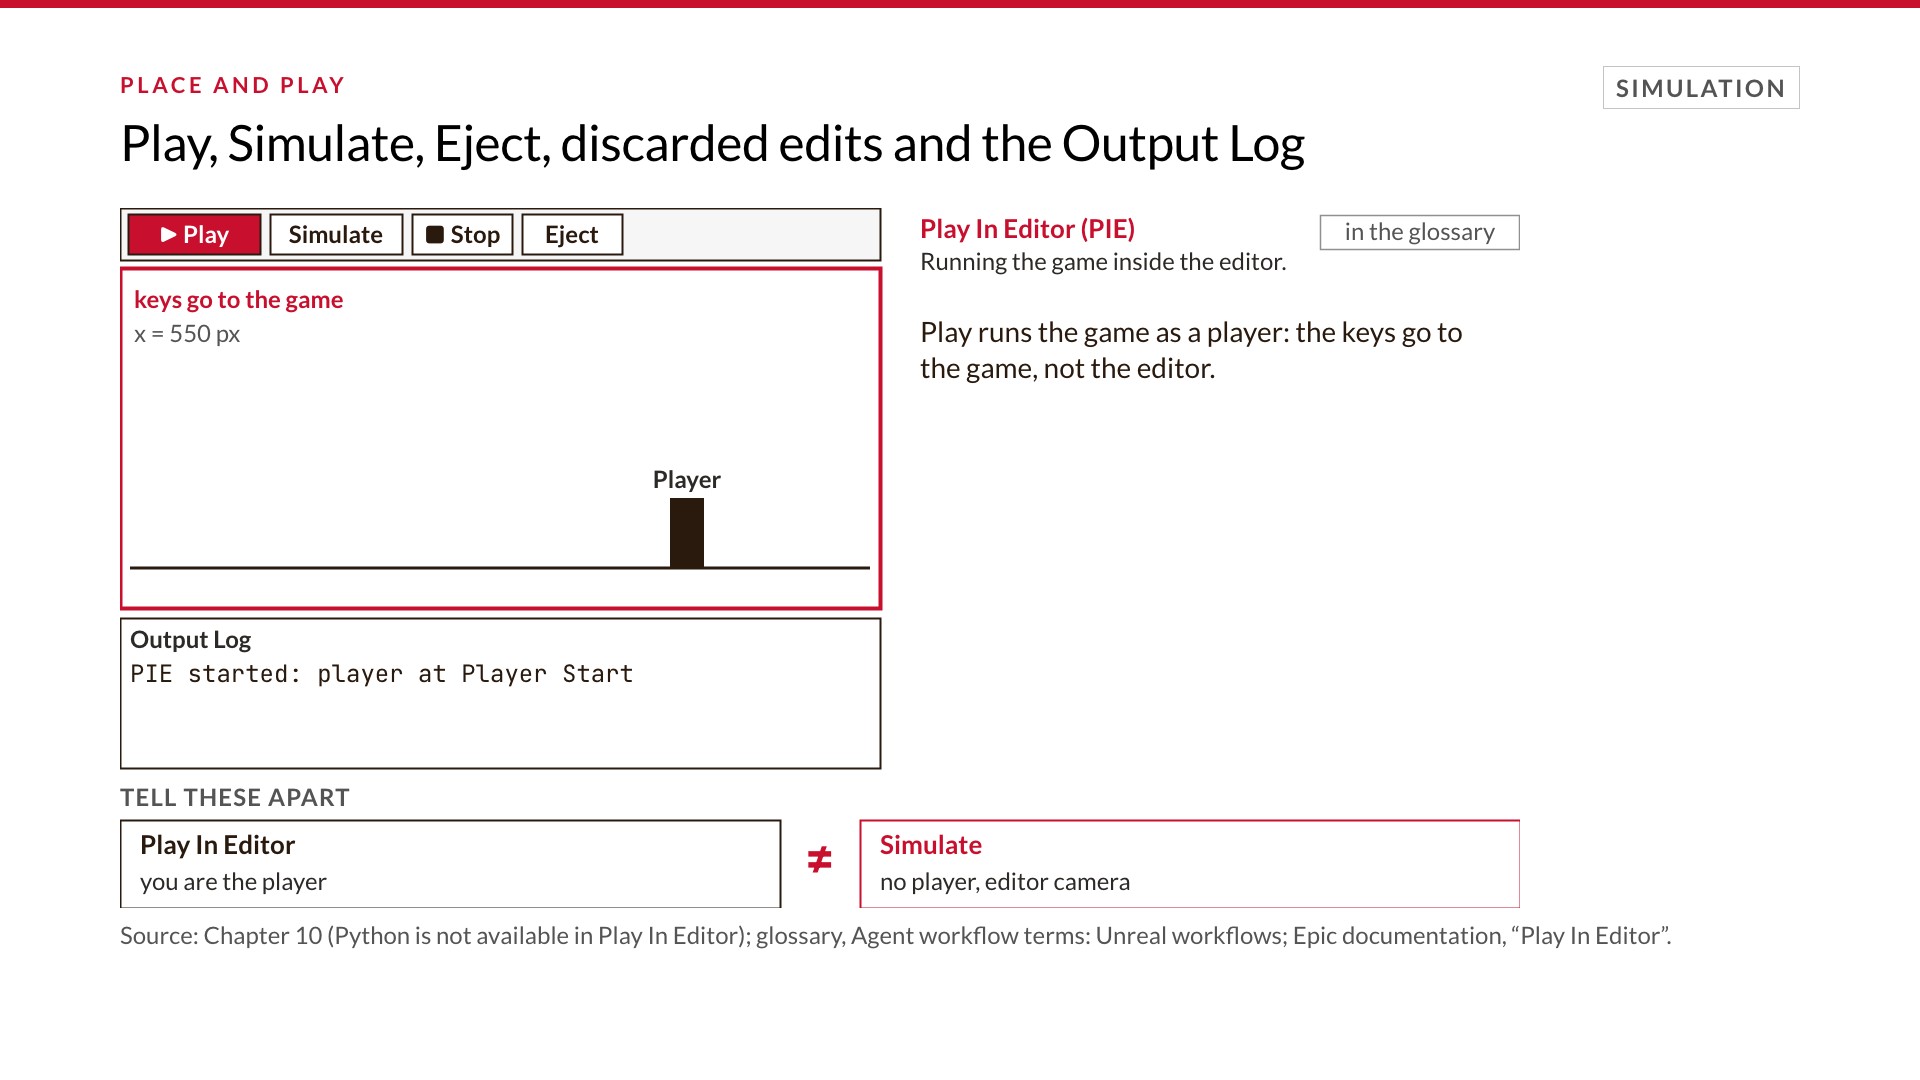 PLACE AND PLAY
SIMULATION
Play, Simulate, Eject, discarded edits and the Output Log
Play
Simulate
Stop
Eject
keys go to the game
x = 550 px
Player
Output Log
PIE started: player at Player Start
Play In Editor (PIE)
in the glossary
Running the game inside the editor.
Play runs the game as a player: the keys go to
the game, not the editor.
TELL THESE APART
Play In Editor
you are the player
≠
Simulate
no player, editor camera
Source: Chapter 10 (Python is not available in Play In Editor); glossary, Agent workflow terms: Unreal workflows; Epic documentation, “Play In Editor”.